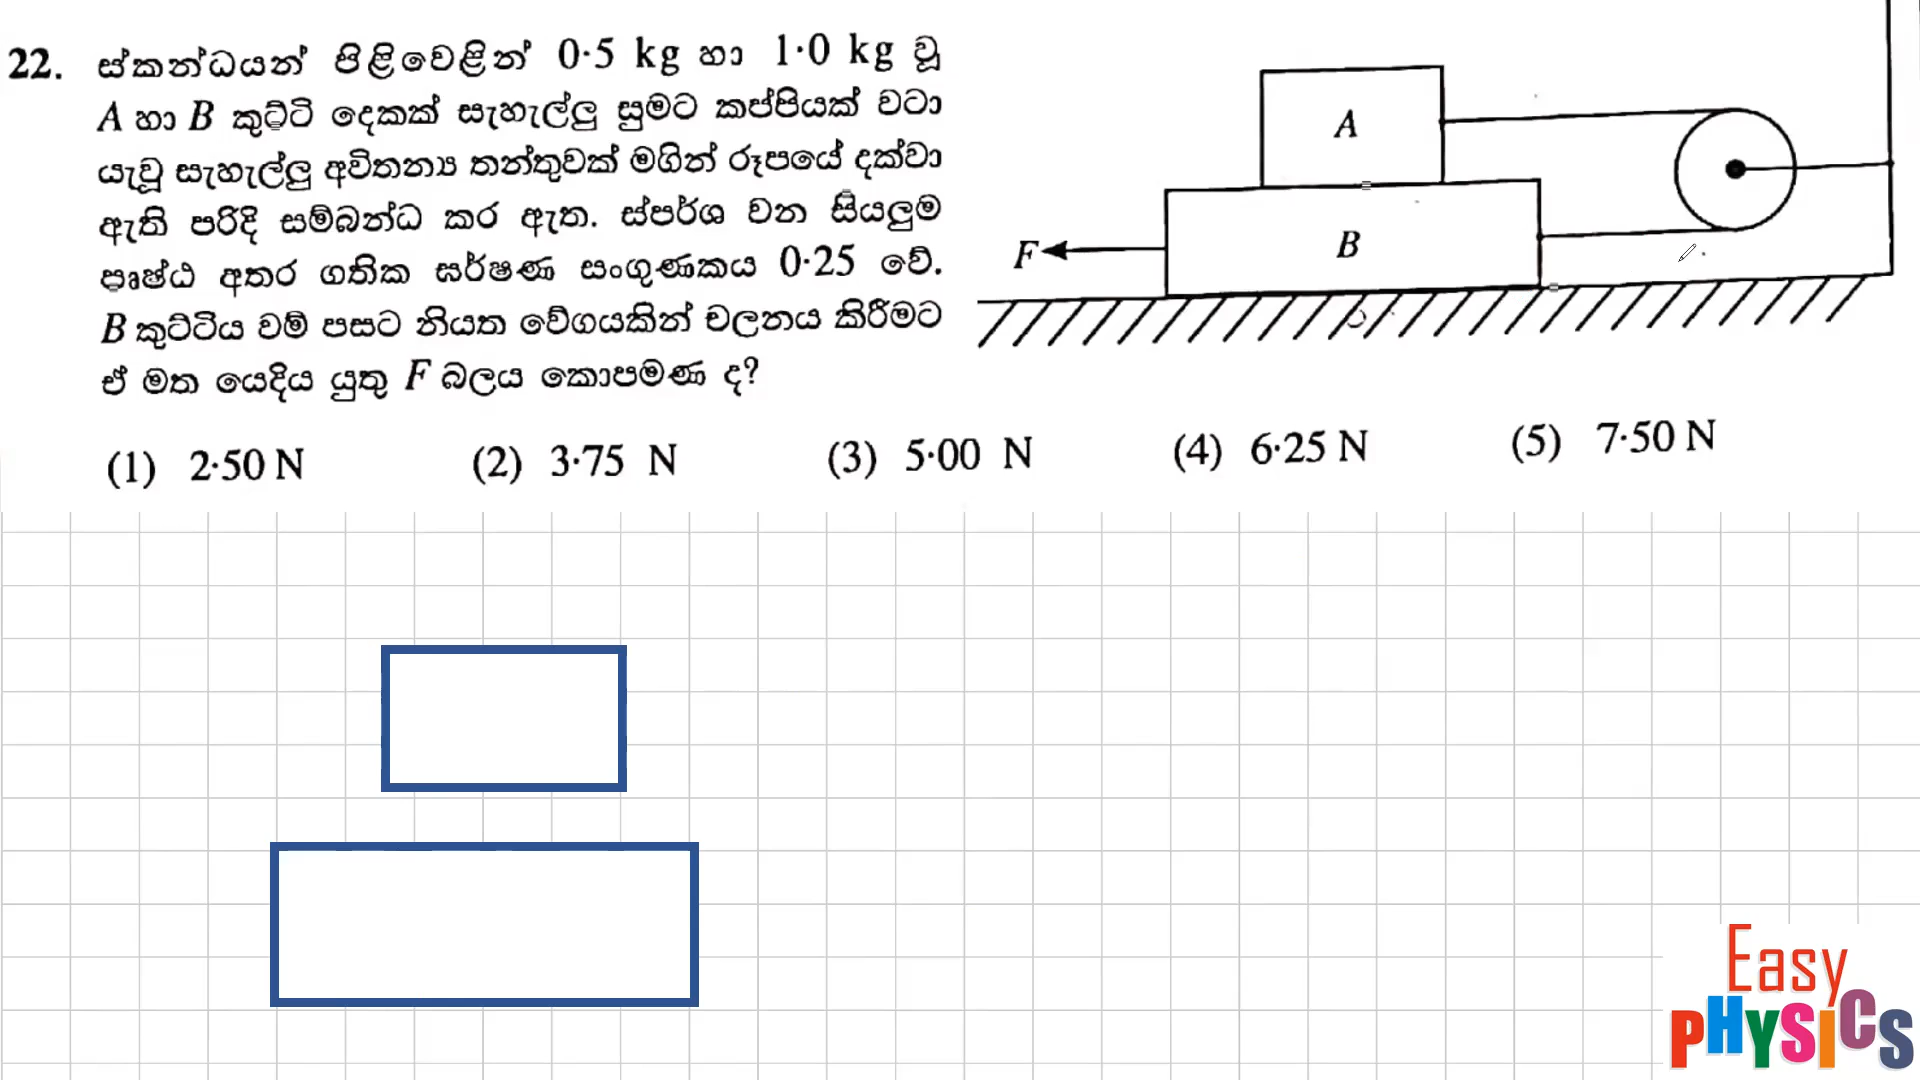 22. ස්කන්ධයන් පිළිවෙළින් 0·5 kg හා 1·0 kg වූ
A හා B කුට්ටි දෙකක් සැහැල්ලු සුමට කප්පියක් වටා
යැවූ සැහැල්ලු අවිතන්‍ය තන්තුවක් මගින් රූපයේ දක්වා
ඇති පරිදි සම්බන්ධ කර ඇත. ස්පර්ශ වන සියලුම
පෘෂ්ඨ අතර ගතික ඝර්ෂණ සංගුණකය 0·25 වේ.
B කුට්ටිය වම් පසට නියත වේගයකින් චලනය කිරීමට
ඒ මත යෙදිය යුතු F බලය කොපමණ ද?
A
B
F
(1) 2·50 N (2) 3·75 N (3) 5·00 N (4) 6·25 N (5) 7·50 N
Easy
PHYSICS